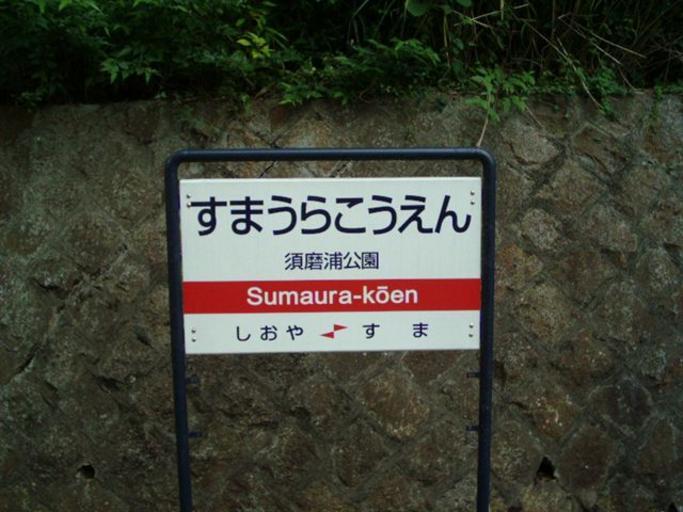 すまうらこうえん
須磨浦公園
Sumaura-kōen
しおや すま